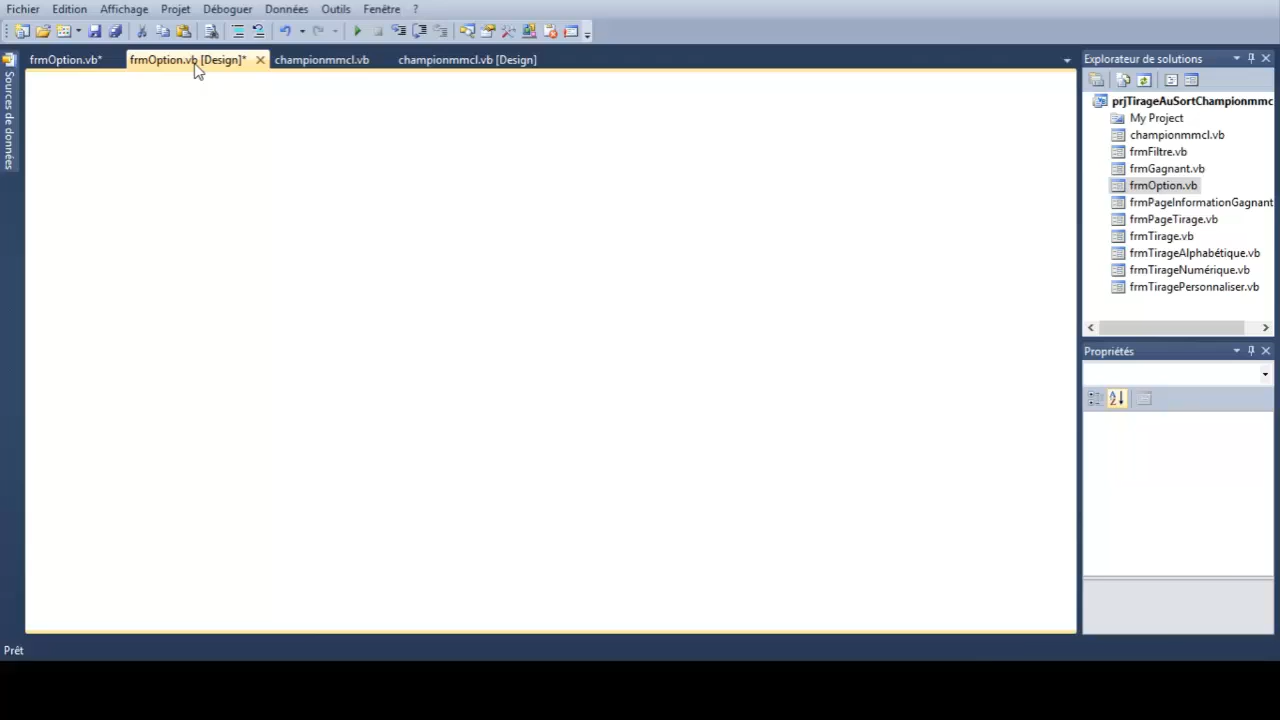 Fichier Edition Affichage Projet Déboguer Données Outils Fenêtre ?
frmOption.vb* frmOption.vb [Design]* championmmcl.vb championmmcl.vb [Design]
Sources de données
Explorateur de solutions
prjTirageAuSortChampionmmc
My Project
championmmcl.vb
frmFiltre.vb
frmGagnant.vb
frmOption.vb
frmPageInformationGagnant
frmPageTirage.vb
frmTirage.vb
frmTirageAlphabétique.vb
frmTirageNumérique.vb
frmTiragePersonnaliser.vb
Propriétés
Prêt